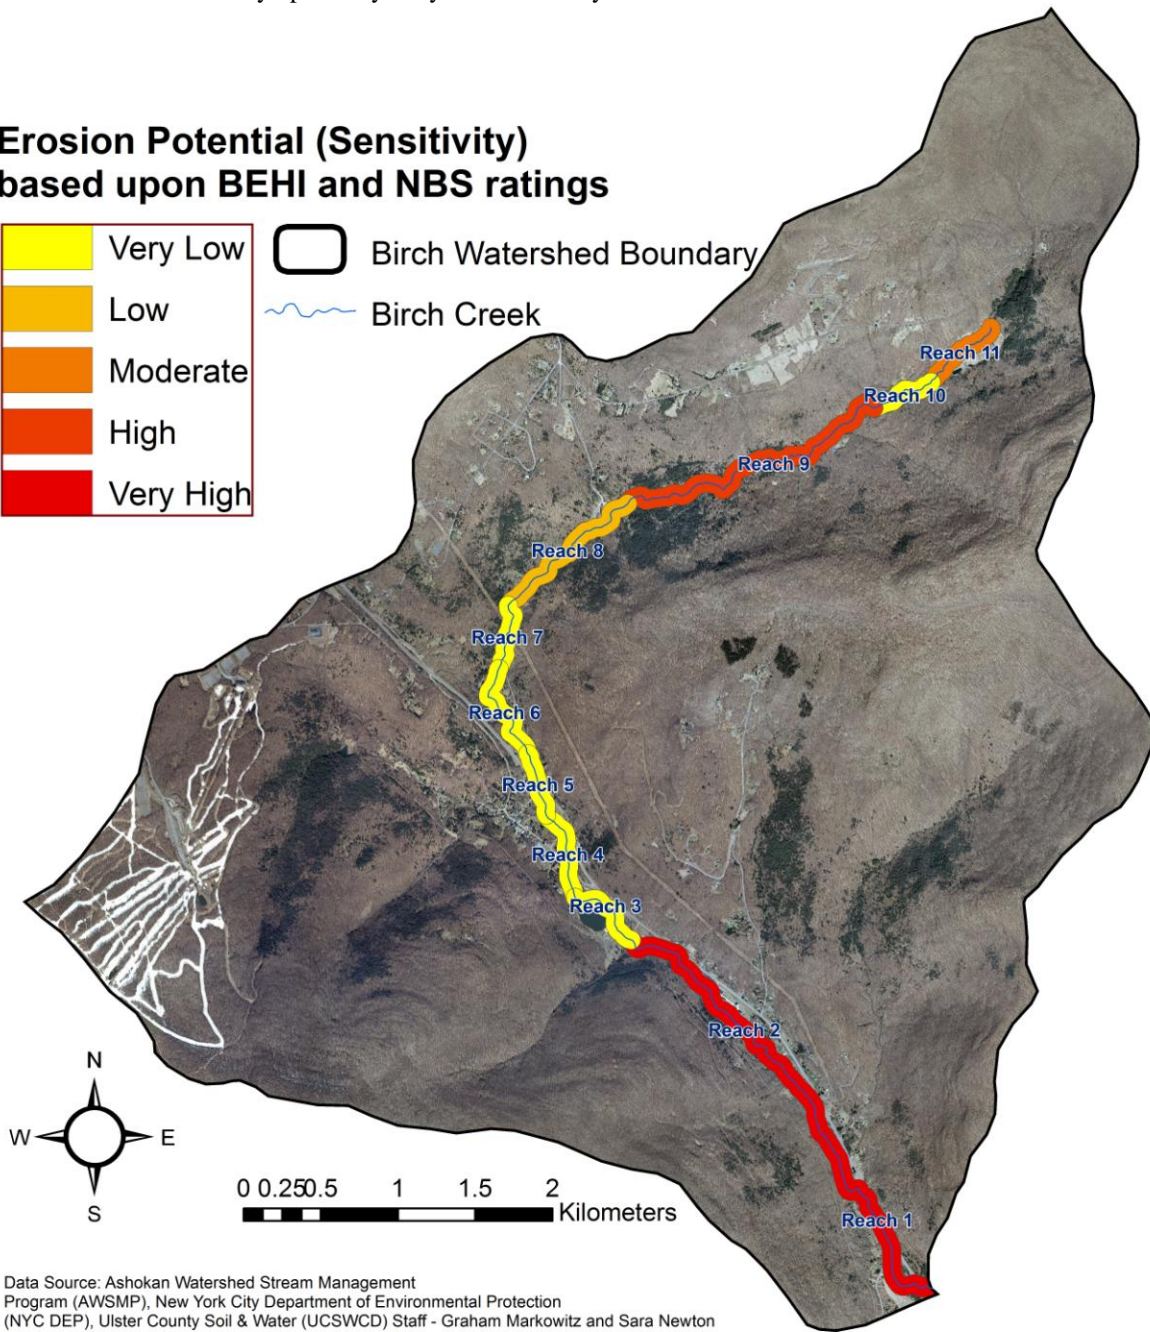 Erosion Potential (Sensitivity)
based upon BEHI and NBS ratings
Very Low
Low
Moderate
High
Very High
Birch Watershed Boundary
Birch Creek
Reach 11
Reach 10
Reach 9
Reach 8
Reach 7
Reach 6
Reach 5
Reach 4
Reach 3
Reach 2
Reach 1
N
W E
S
0 0.25 0.5 1 1.5 2
Kilometers
Data Source: Ashokan Watershed Stream Management
Program (AWSMP), New York City Department of Environmental Protection
(NYC DEP), Ulster County Soil & Water (UCSWCD) Staff - Graham Markowitz and Sara Newton